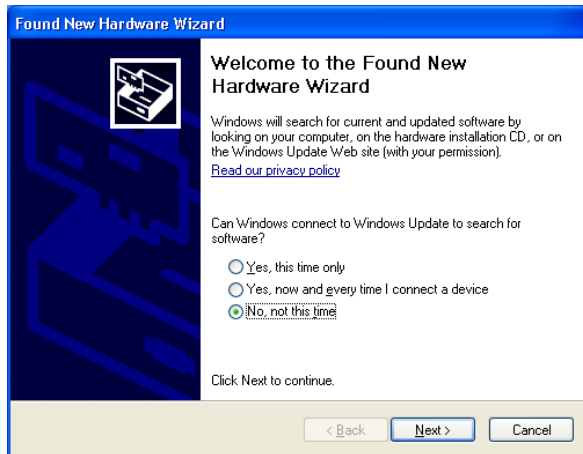 Found New Hardware Wizard
Welcome to the Found New
Hardware Wizard
Windows will search for current and updated software by
looking on your computer, on the hardware installation CD, or on
the Windows Update Web site (with your permission).
Read our privacy policy
Can Windows connect to Windows Update to search for
software?
Yes, this time only
Yes, now and every time I connect a device
No, not this time
Click Next to continue.
< Back
Next >
Cancel